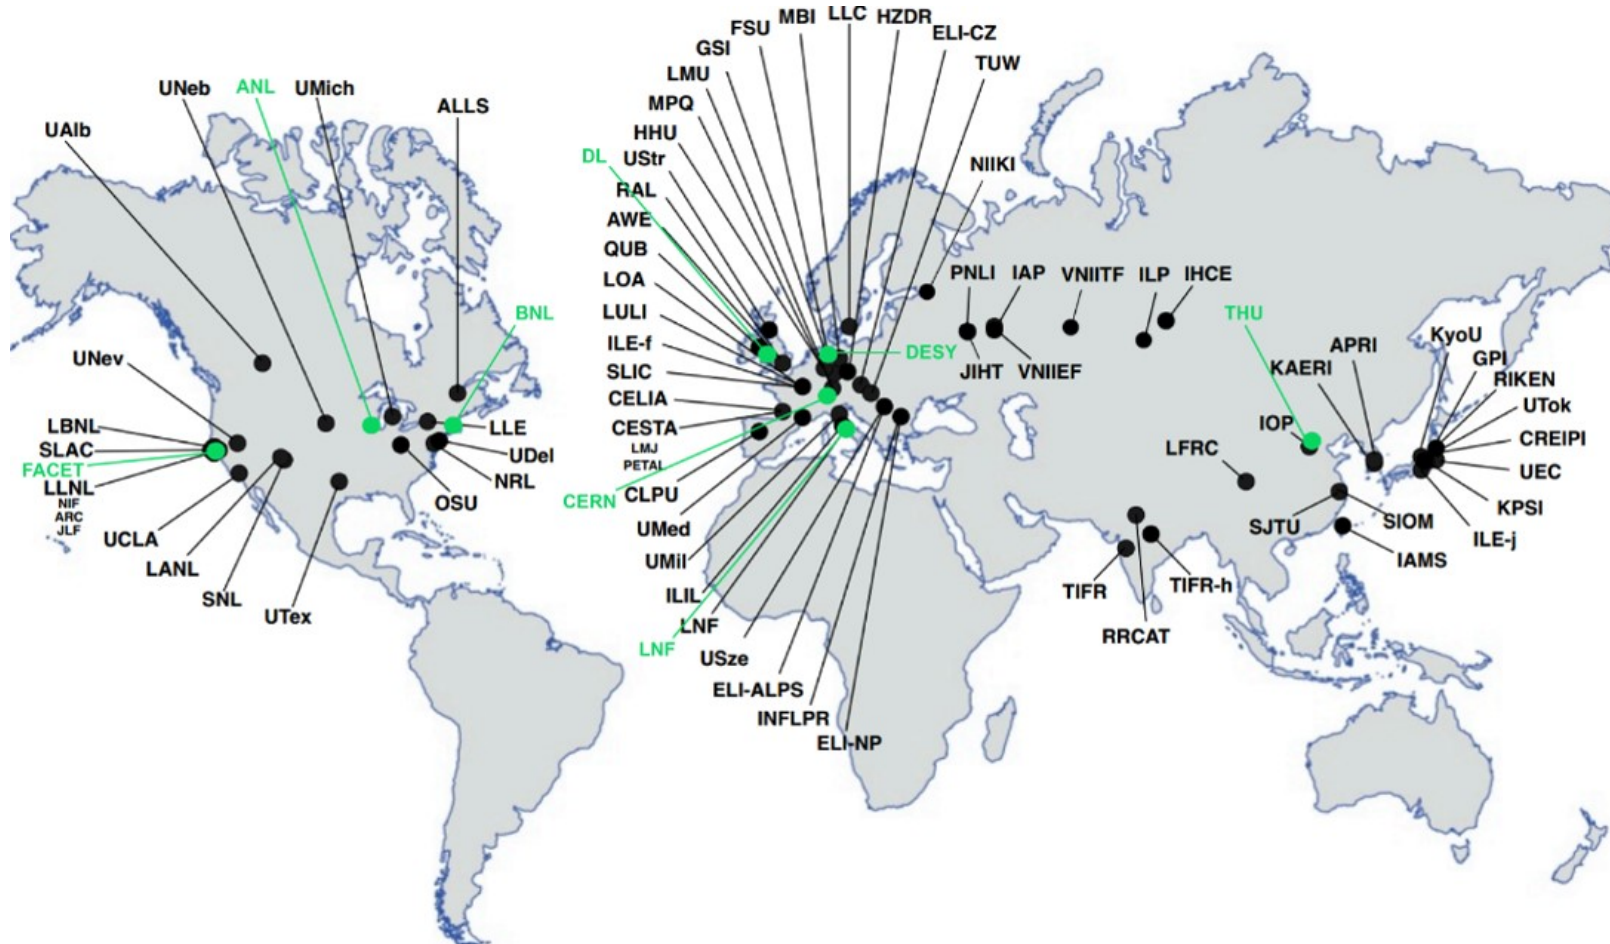 UAlb
UNeb
ANL
UMich
ALLS
BNL
UNev
LBNL
SLAC
FACET
LLNL
NIF
ARC
JLF
UCLA
LANL
SNL
UTex
OSU
NRL
UDel
LLE
FSU
MBI
LLC
HZDR
ELI-CZ
TUW
NIIKI
GSI
LMU
MPQ
HHU
DL
UStr
RAL
AWE
QUB
LOA
LULI
ILE-f
SLIC
CELIA
CESTA
LMJ
PETAL
CERN
CLPU
UMed
UMil
ILIL
LNF
LNF
USze
ELI-ALPS
INFLPR
ELI-NP
DESY
PNLI
IAP
VNIITF
ILP
IHCE
JIHT
VNIIEF
THU
IOP
LFRC
KAERI
APRI
KyoU
GPI
RIKEN
UTok
CREIPI
UEC
KPSI
ILE-j
SJTU
SIOM
IAMS
TIFR
TIFR-h
RRCAT